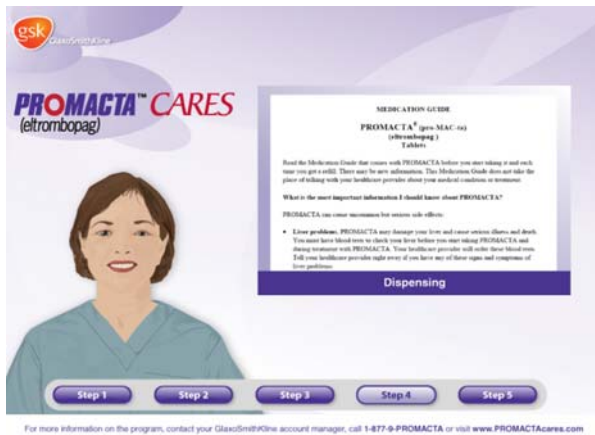 gsk
GlaxoSmithKline
PROMACTA™ CARES
(eltrombopag)
MEDICATION GUIDE
PROMACTA® (pro-MAC-ta)
(eltrombopag )
Tablets
Read the Medication Guide that comes with PROMACTA before you start taking it and each
time you get a refill. There may be new information. This Medication Guide does not take the
place of talking with your healthcare provider about your medical condition or treatment.
What is the most important information I should know about PROMACTA?
PROMACTA can cause uncommon but serious side effects:
• Liver problems. PROMACTA may damage your liver and cause serious illness and death.
You must have blood tests to check your liver before you start taking PROMACTA and
during treatment with PROMACTA. Your healthcare provider will order these blood tests.
Tell your healthcare provider right away if you have any of these signs and symptoms of
liver problems:
Dispensing
Step 1
Step 2
Step 3
Step 4
Step 5
For more information on the program, contact your GlaxoSmithKline account manager, call 1-877-9-PROMACTA or visit www.PROMACTAcares.com